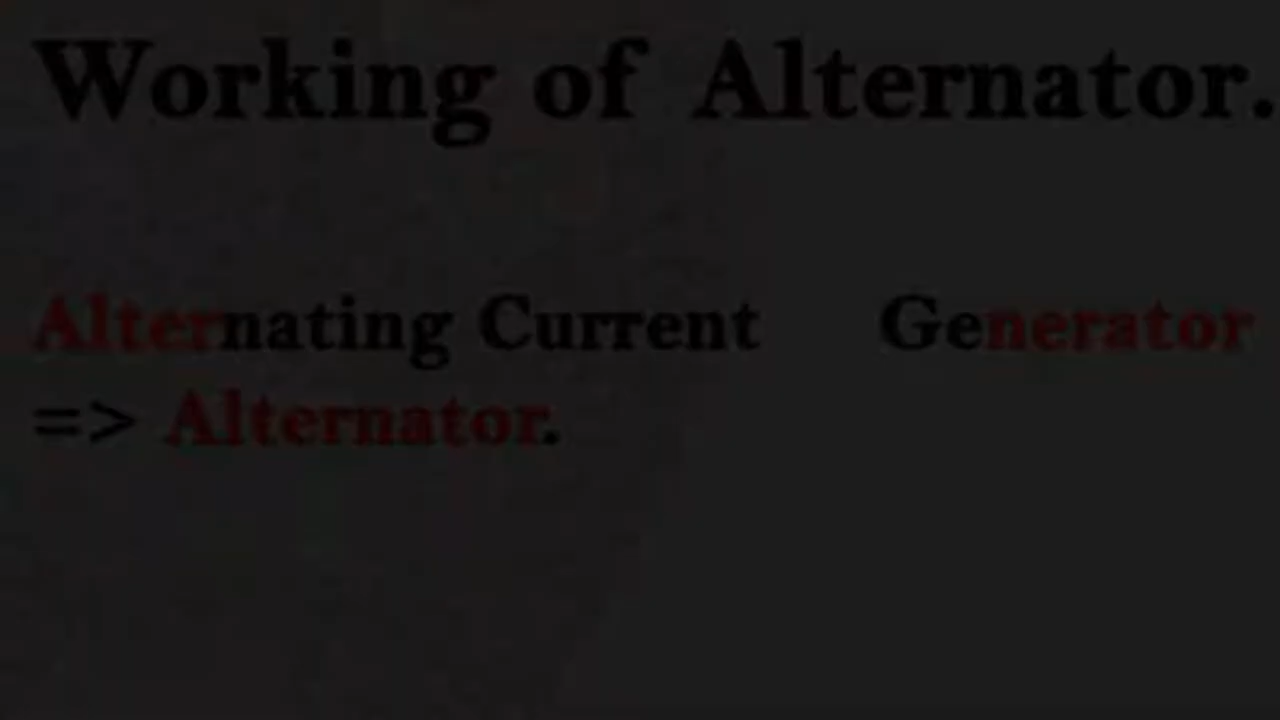 Working of Alternator.
Alternating Current Generator
=> Alternator.